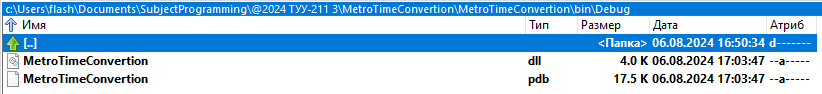 c:\Users\flash\Documents\SubjectProgramming\@2024 ТУУ-211 3\MetroTimeConvertion\MetroTimeConvertion\bin\Debug
Имя Тип Размер Дата Атриб
[..] <Папка> 06.08.2024 16:50:34 d-------
MetroTimeConvertion dll 4.0 K 06.08.2024 17:03:47 --a-----
MetroTimeConvertion pdb 17.5 K 06.08.2024 17:03:47 --a-----